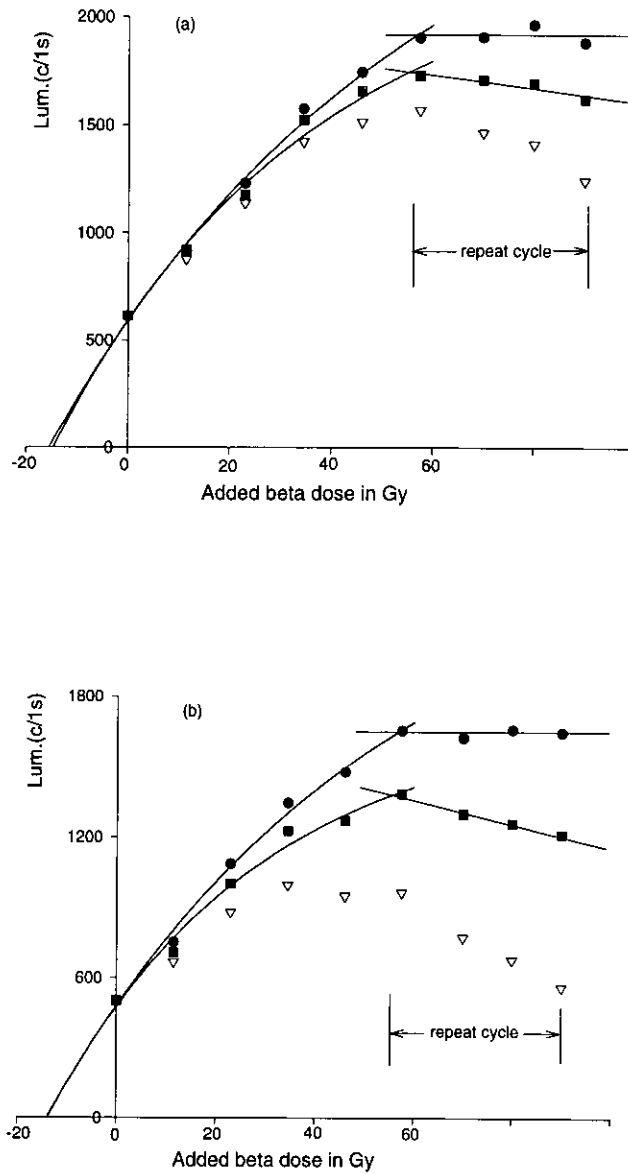 (a)
Lum.(c/1s)
2000
1500
1000
500
0
repeat cycle
-20 0 20 40 60
Added beta dose in Gy
(b)
Lum.(c/1s)
1800
1200
600
0
repeat cycle
-20 0 20 40 60
Added beta dose in Gy